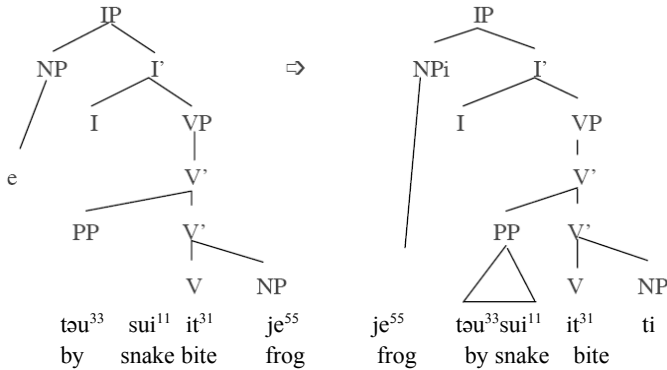 IP IP
NP I’ ➩ NPi I’
I VP I VP
e V’ V’
PP V’ PP V’
V NP V NP
təu³³ sui¹¹ it³¹ je⁵⁵ je⁵⁵ təu³³sui¹¹ it³¹ ti
by snake bite frog frog by snake bite